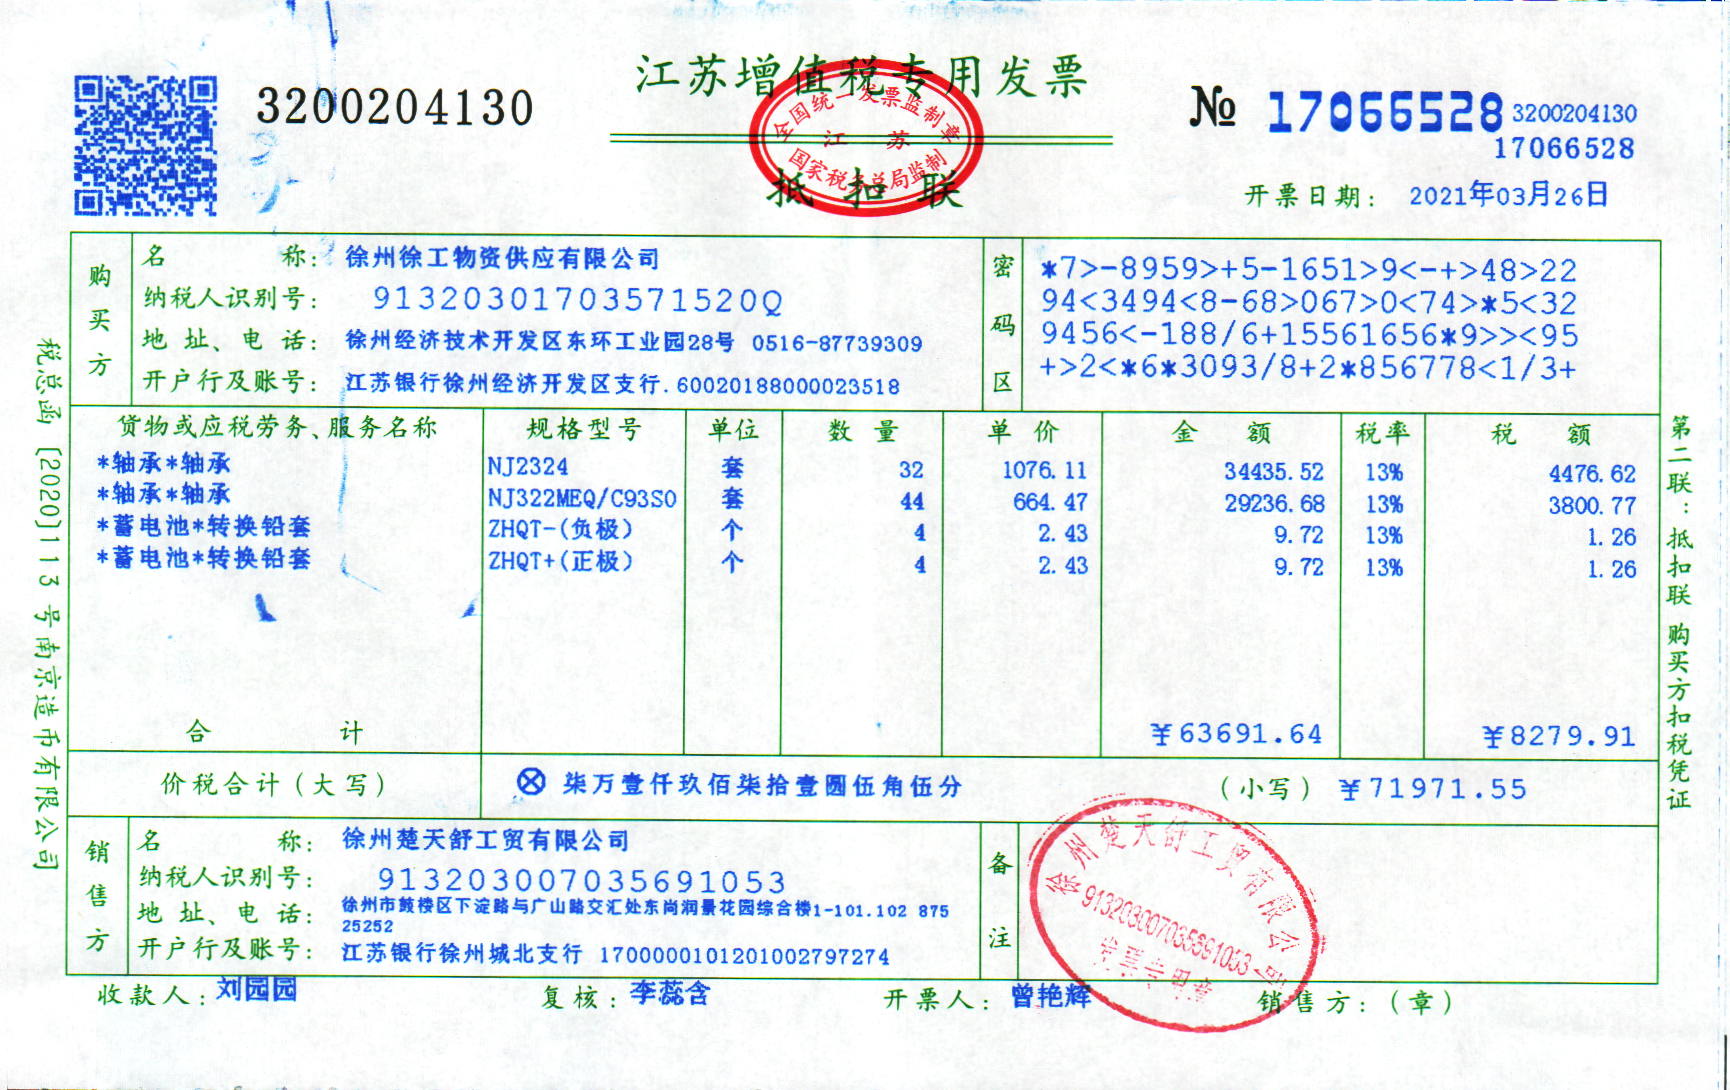 江苏增值税专用发票
3200204130
№ 17066528 3200204130
17066528
全国统一发票监制章
江 苏
国家税务总局监制
抵 扣 联
开票日期: 2021年03月26日
购买方
名 称: 徐州徐工物资供应有限公司
纳税人识别号: 91320301703571520Q
地 址、电 话: 徐州经济技术开发区东环工业园28号 0516-87739309
开户行及账号: 江苏银行徐州经济开发区支行.60020188000023518
密码区
*7>-8959>+5-1651>9<-+>48>22
94<3494<8-68>067>0<74>*5<32
9456<-188/6+15561656*9>><95
+>2<*6*3093/8+2*856778<1/3+
货物或应税劳务、服务名称 规格型号 单位 数 量 单 价 金 额 税率 税 额
*轴承*轴承 NJ2324 套 32 1076.11 34435.52 13% 4476.62
*轴承*轴承 NJ322MEQ/C93S0 套 44 664.47 29236.68 13% 3800.77
*蓄电池*转换铅套 ZHQT-(负极) 个 4 2.43 9.72 13% 1.26
*蓄电池*转换铅套 ZHQT+(正极) 个 4 2.43 9.72 13% 1.26
合 计 ¥63691.64 ¥8279.91
价税合计(大写) ⊗柒万壹仟玖佰柒拾壹圆伍角伍分 (小写) ¥71971.55
销售方
名 称: 徐州楚天舒工贸有限公司
纳税人识别号: 913203007035691053
地 址、电 话: 徐州市鼓楼区下淀路与广山路交汇处东尚润景花园综合楼1-101.102 875
25252
开户行及账号: 江苏银行徐州城北支行 17000001012010027 97274
备注
徐州楚天舒工贸有限公司
913203007035691053
发票专用章
收款人: 刘园园 复核: 李蕊含 开票人: 曾艳辉 销售方:(章)
税总函〔2020〕113号南京造币有限公司
第二联:抵扣联 购买方扣税凭证